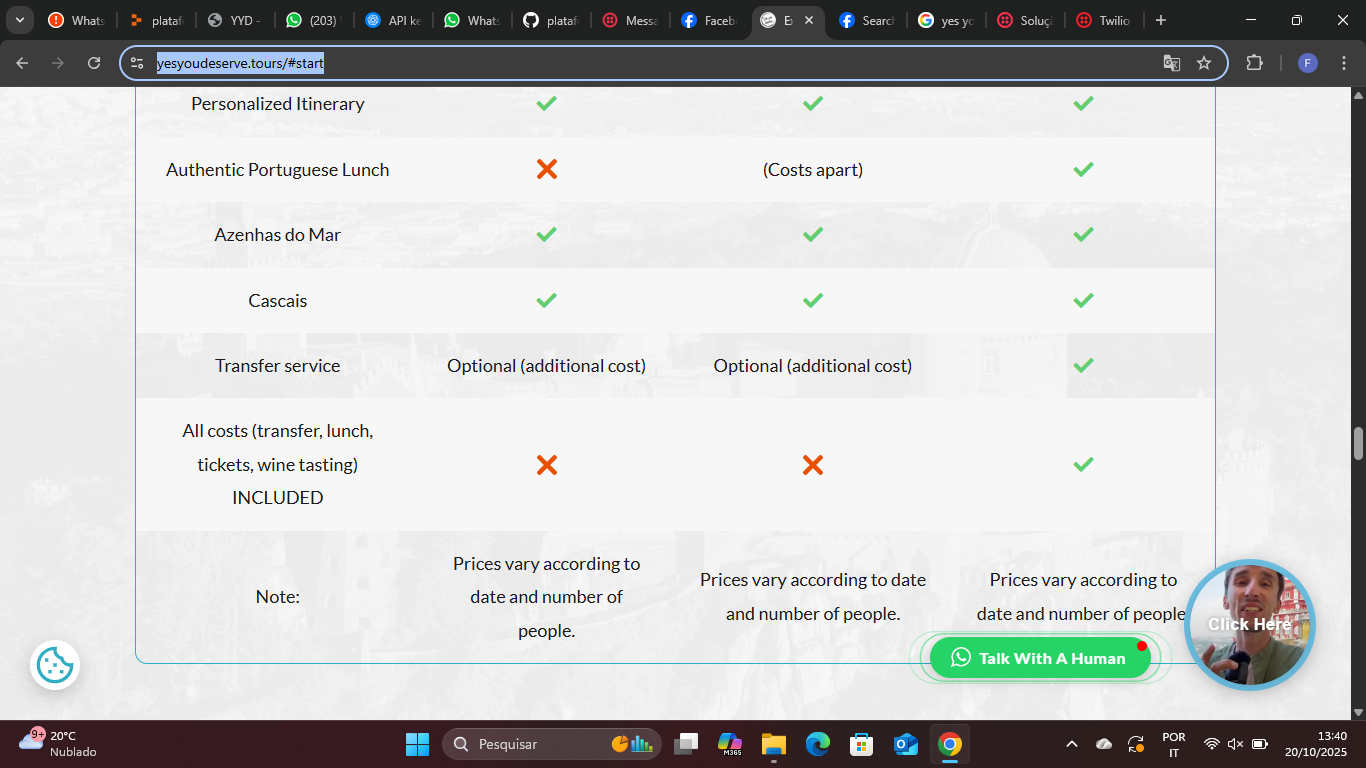 Whats
plataf
YYD -
(203)
API ke
Whats
plataf
Messa
Faceb
E
Search
yes yo
Soluç
Twilio
yesyoudeserve.tours/#start
F
Personalized Itinerary
Authentic Portuguese Lunch
(Costs apart)
Azenhas do Mar
Cascais
Transfer service
Optional (additional cost)
Optional (additional cost)
All costs (transfer, lunch,
tickets, wine tasting)
INCLUDED
Note:
Prices vary according to
date and number of
people.
Prices vary according to date
and number of people.
Prices vary according to
date and number of people
Click Here
Talk With A Human
9+
20°C
Nublado
Pesquisar
M365
POR
IT
13:40
20/10/2025